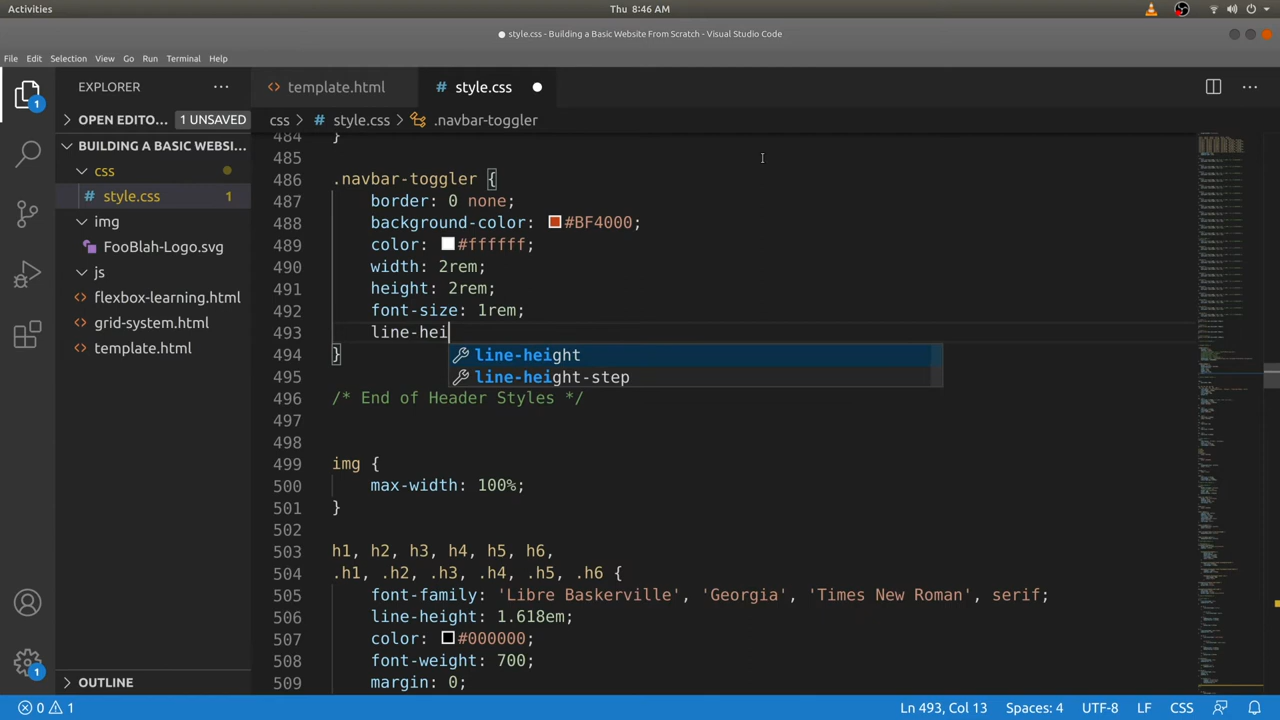 Activities
Thu 8:46 AM
style.css - Building a Basic Website From Scratch - Visual Studio Code
File Edit Selection View Go Run Terminal Help
EXPLORER
template.html
# style.css
OPEN EDITO... 1 UNSAVED
css > # style.css > .navbar-toggler
BUILDING A BASIC WEBSI...
css
# style.css 1
img
FooBlah-Logo.svg
js
flexbox-learning.html
grid-system.html
template.html
OUTLINE
484 }
485
486 .navbar-toggler {
487 border: 0 none;
488 background-color: #BF4000;
489 color: #ffffff;
490 width: 2rem;
491 height: 2rem;
492 font-size: 1rem;
493 line-hei
494 }
line-height
line-height-step
495
496 /* End of Header Styles */
497
498
499 img {
500 max-width: 100%;
501 }
502
503 h1, h2, h3, h4, h5, h6,
504 .h1, .h2, .h3, .h4, .h5, .h6 {
505 font-family: 'Libre Baskerville', 'Georgia', 'Times New Roman', serif;
506 line-height: 1.618em;
507 color: #000000;
508 font-weight: 700;
509 margin: 0;
1
1
0 1
Ln 493, Col 13 Spaces: 4 UTF-8 LF CSS